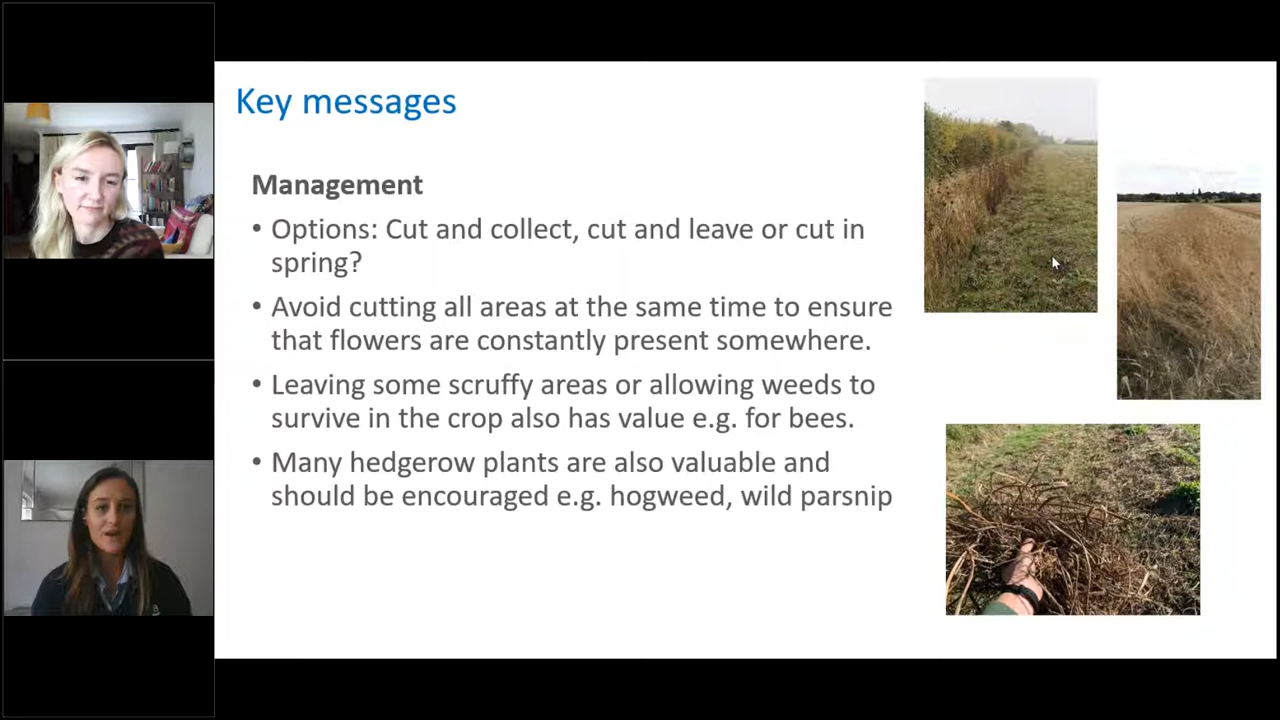 Key messages
Management
• Options: Cut and collect, cut and leave or cut in
spring?
• Avoid cutting all areas at the same time to ensure
that flowers are constantly present somewhere.
• Leaving some scruffy areas or allowing weeds to
survive in the crop also has value e.g. for bees.
• Many hedgerow plants are also valuable and
should be encouraged e.g. hogweed, wild parsnip